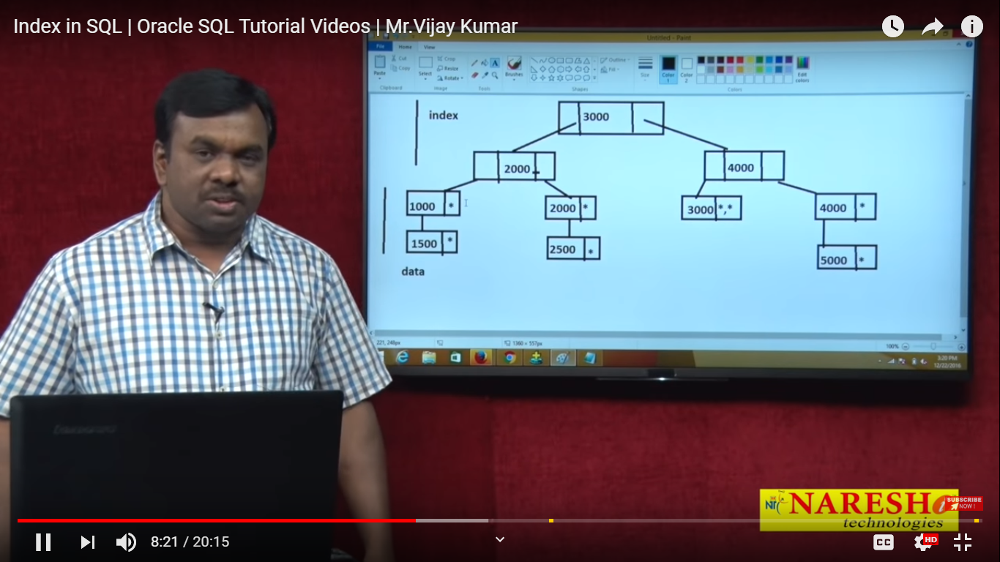 Index in SQL | Oracle SQL Tutorial Videos | Mr.Vijay Kumar
Untitled - Paint
File Home View
Cut
Copy
Paste
Clipboard
Crop
Resize
Rotate
Select
Image
Tools
Brushes
Shapes
Outline
Fill
Size
Color 1
Color 2
Edit colors
Colors
index
3000
2000
4000
1000 *
2000 *
3000 *,*
4000 *
1500 *
2500 *
5000 *
data
221, 248px
1360 × 557px
100%
3:20 PM
12/22/2016
Lenovo
NARESH i
technologies
SUBSCRIBE
NOW !
8:21 / 20:15
CC
HD